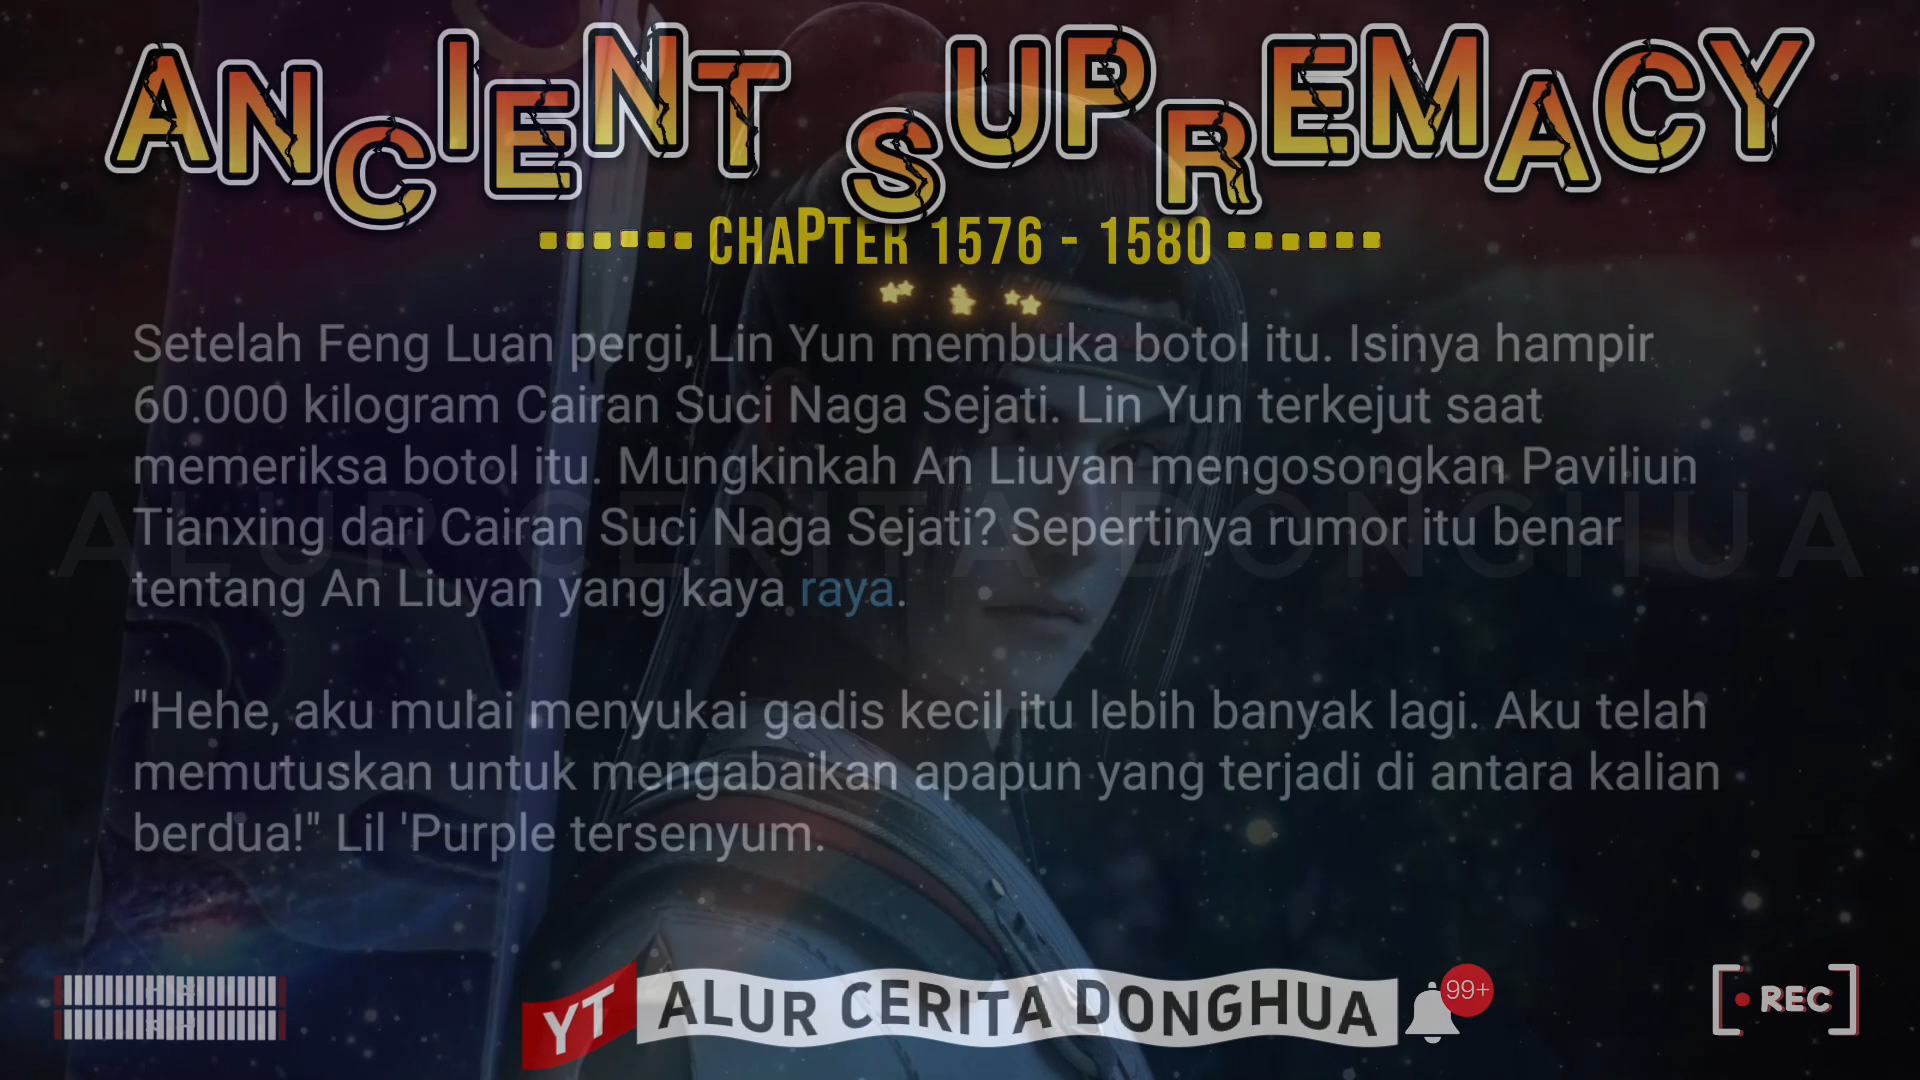 ANCIENT SUPREMACY
CHAPTER 1576 - 1580
Setelah Feng Luan pergi, Lin Yun membuka botol itu. Isinya hampir
60.000 kilogram Cairan Suci Naga Sejati. Lin Yun terkejut saat
memeriksa botol itu. Mungkinkah An Liuyan mengosongkan Paviliun
ALUR CERITA DONGHUA
Tianxing dari Cairan Suci Naga Sejati? Sepertinya rumor itu benar
tentang An Liuyan yang kaya raya.
"Hehe, aku mulai menyukai gadis kecil itu lebih banyak lagi. Aku telah
memutuskan untuk mengabaikan apapun yang terjadi di antara kalian
berdua!" Lil 'Purple tersenyum.
YT ALUR CERITA DONGHUA 99+
REC